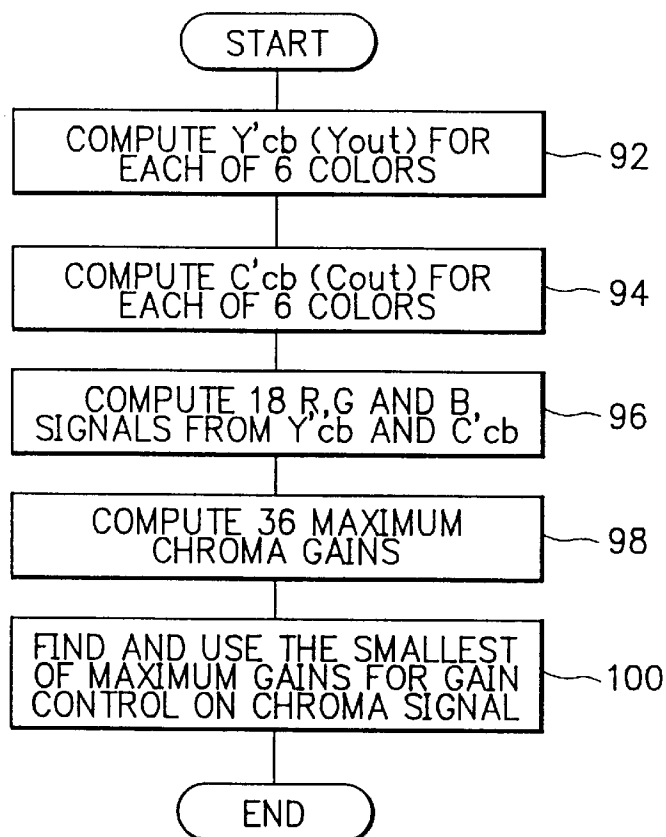 START
COMPUTE Y'cb (Yout) FOR
EACH OF 6 COLORS
92
COMPUTE C'cb (Cout) FOR
EACH OF 6 COLORS
94
COMPUTE 18 R,G AND B
SIGNALS FROM Y'cb AND C'cb
96
COMPUTE 36 MAXIMUM
CHROMA GAINS
98
FIND AND USE THE SMALLEST
OF MAXIMUM GAINS FOR GAIN
CONTROL ON CHROMA SIGNAL
100
END